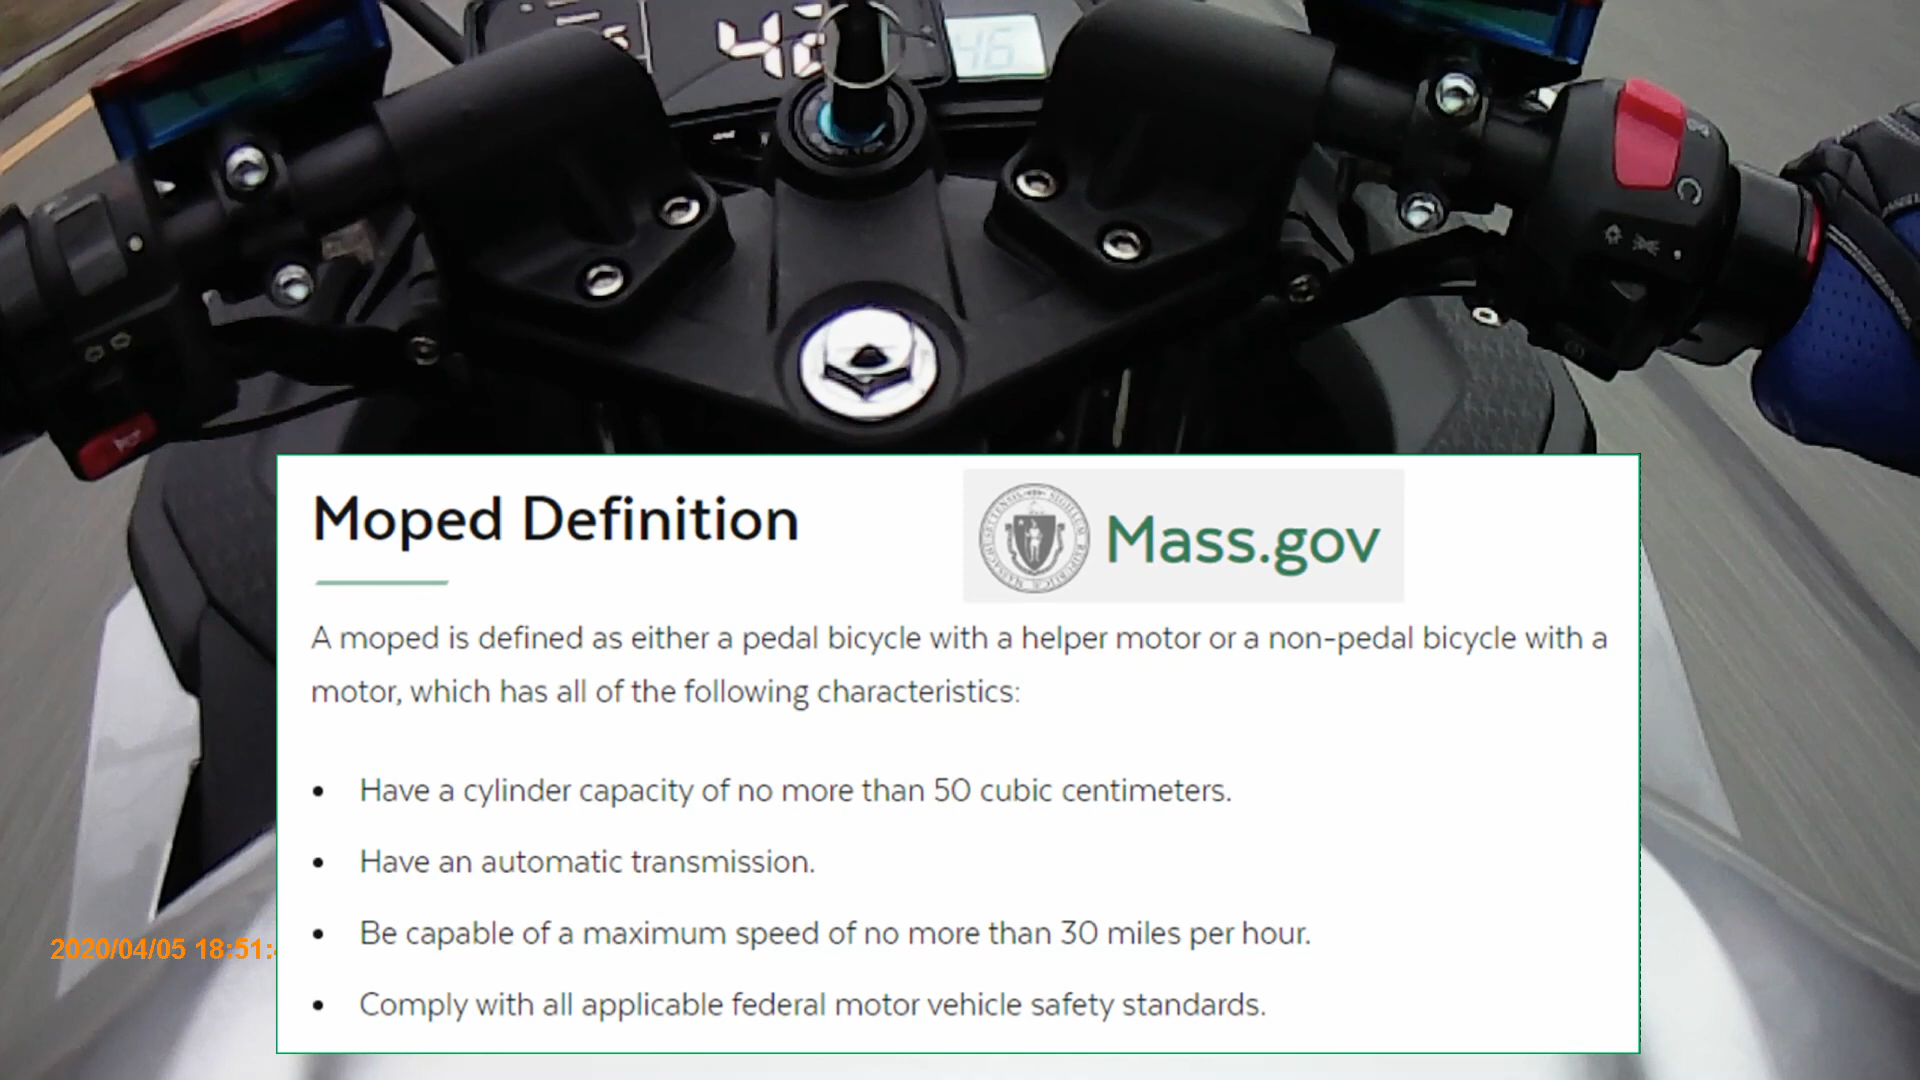 46
Moped Definition
Mass.gov
A moped is defined as either a pedal bicycle with a helper motor or a non-pedal bicycle with a
motor, which has all of the following characteristics:
• Have a cylinder capacity of no more than 50 cubic centimeters.
• Have an automatic transmission.
• Be capable of a maximum speed of no more than 30 miles per hour.
• Comply with all applicable federal motor vehicle safety standards.
2020/04/05 18:51: